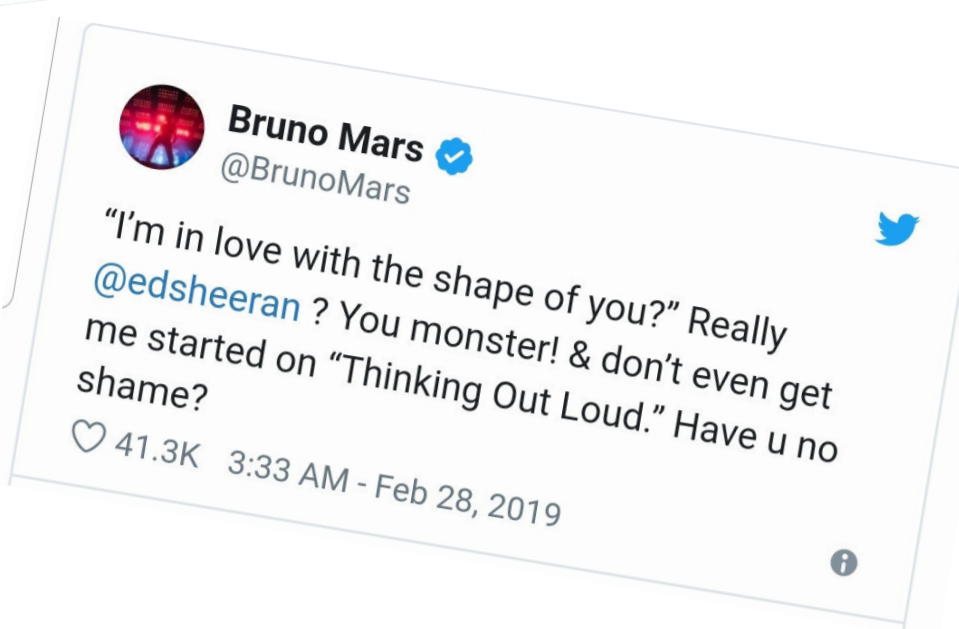 Bruno Mars
@BrunoMars
“I’m in love with the shape of you?” Really
@edsheeran ? You monster! & don’t even get
me started on “Thinking Out Loud.” Have u no
shame?
41.3K 3:33 AM - Feb 28, 2019